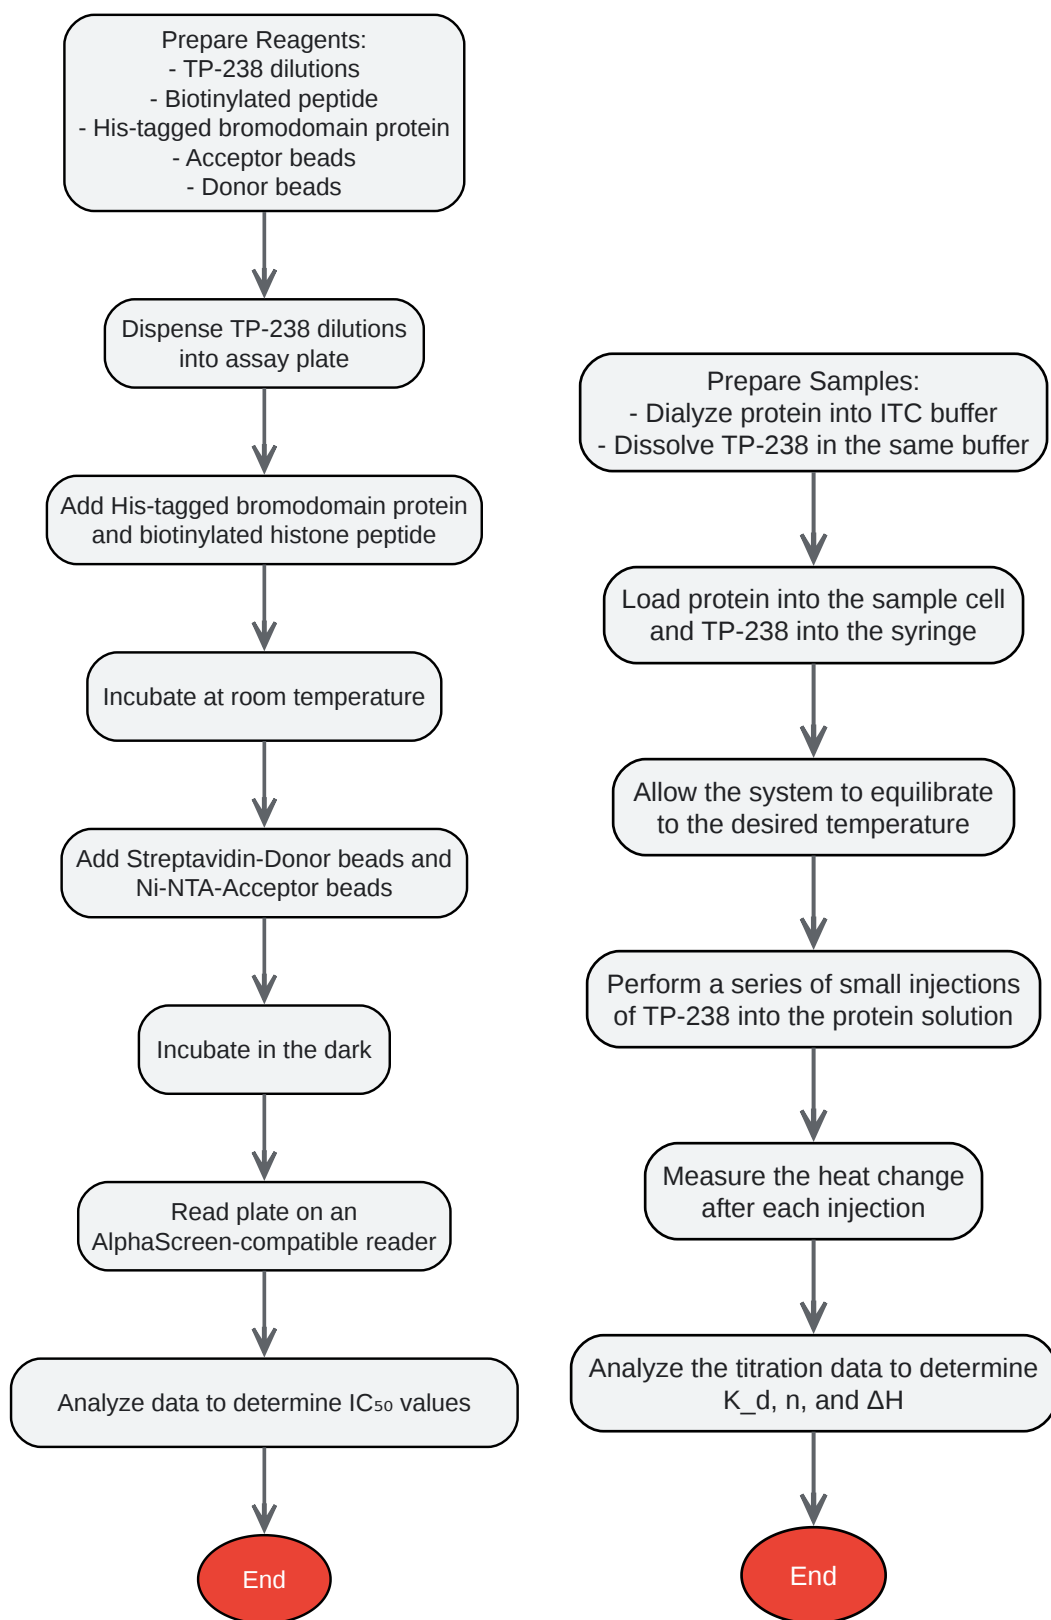 Prepare Reagents:
- TP-238 dilutions
- Biotinylated peptide
- His-tagged bromodomain protein
- Acceptor beads
- Donor beads
Dispense TP-238 dilutions
into assay plate
Add His-tagged bromodomain protein
and biotinylated histone peptide
Incubate at room temperature
Add Streptavidin-Donor beads and
Ni-NTA-Acceptor beads
Incubate in the dark
Read plate on an
AlphaScreen-compatible reader
Analyze data to determine IC₅₀ values
End
Prepare Samples:
- Dialyze protein into ITC buffer
- Dissolve TP-238 in the same buffer
Load protein into the sample cell
and TP-238 into the syringe
Allow the system to equilibrate
to the desired temperature
Perform a series of small injections
of TP-238 into the protein solution
Measure the heat change
after each injection
Analyze the titration data to determine
K_d, n, and ΔH
End